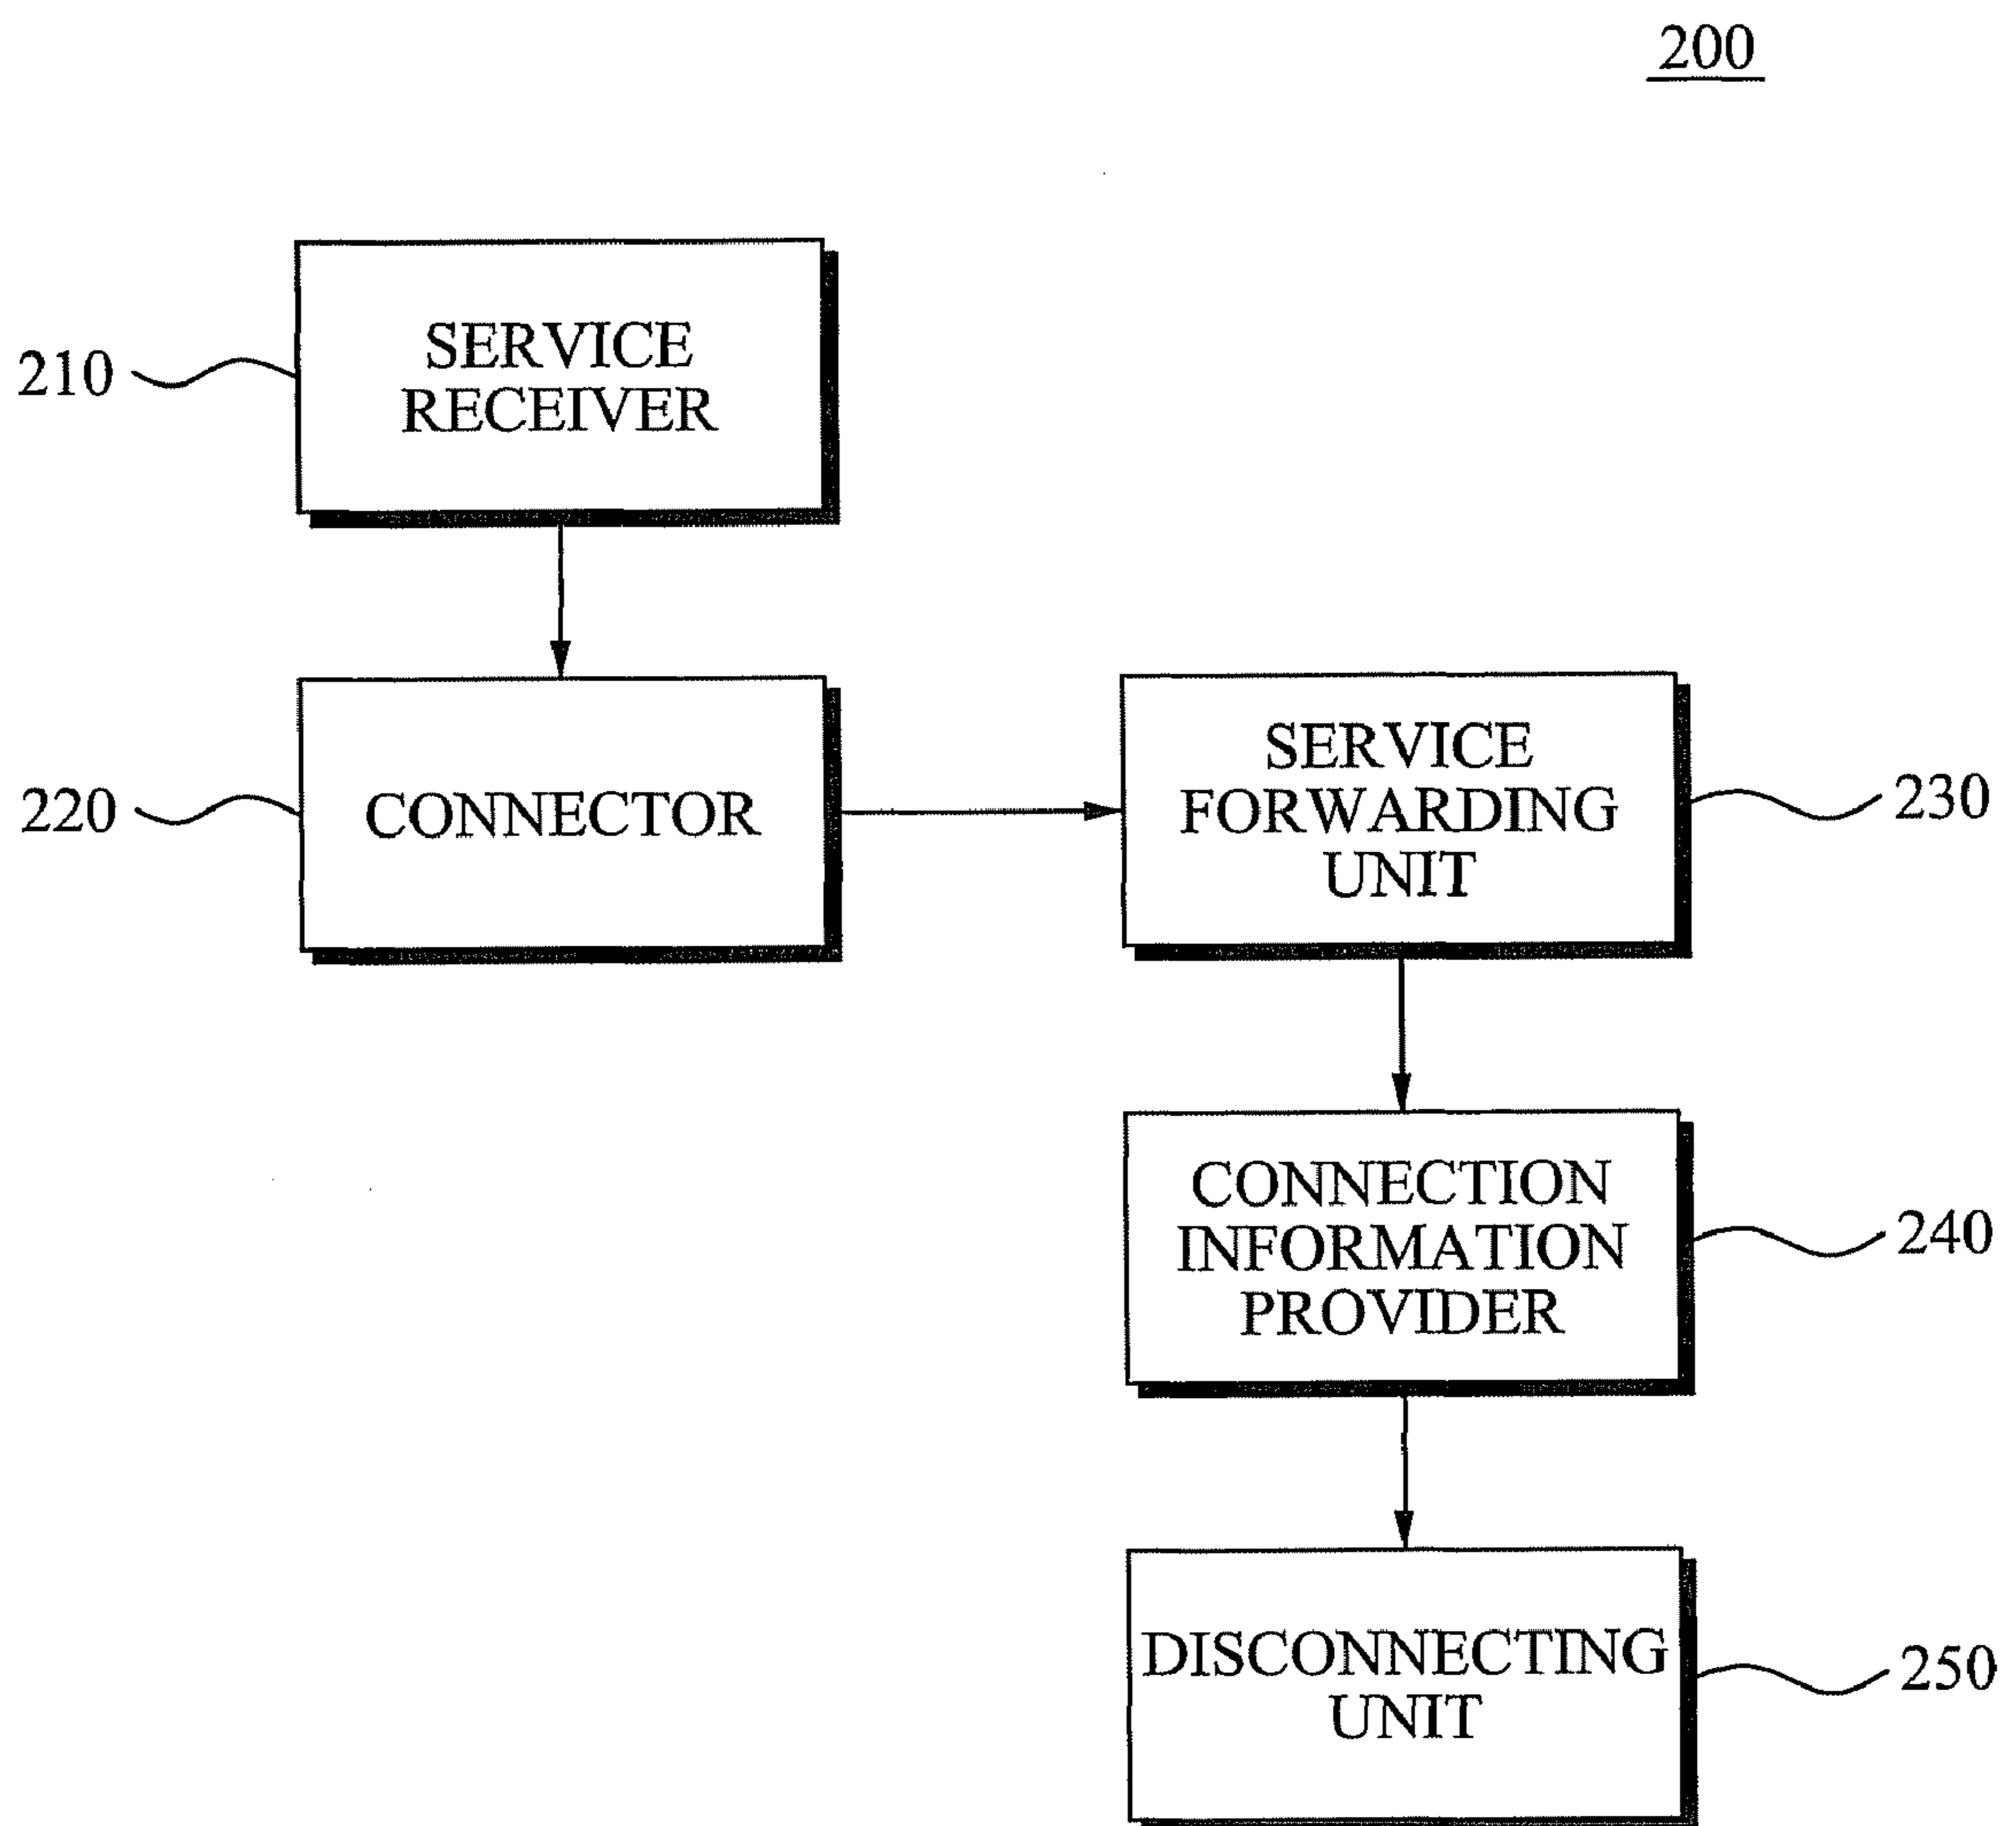 200
SERVICE
RECEIVER
210
CONNECTOR
220
SERVICE
FORWARDING
UNIT
230
CONNECTION
INFORMATION
PROVIDER
240
DISCONNECTING
UNIT
250